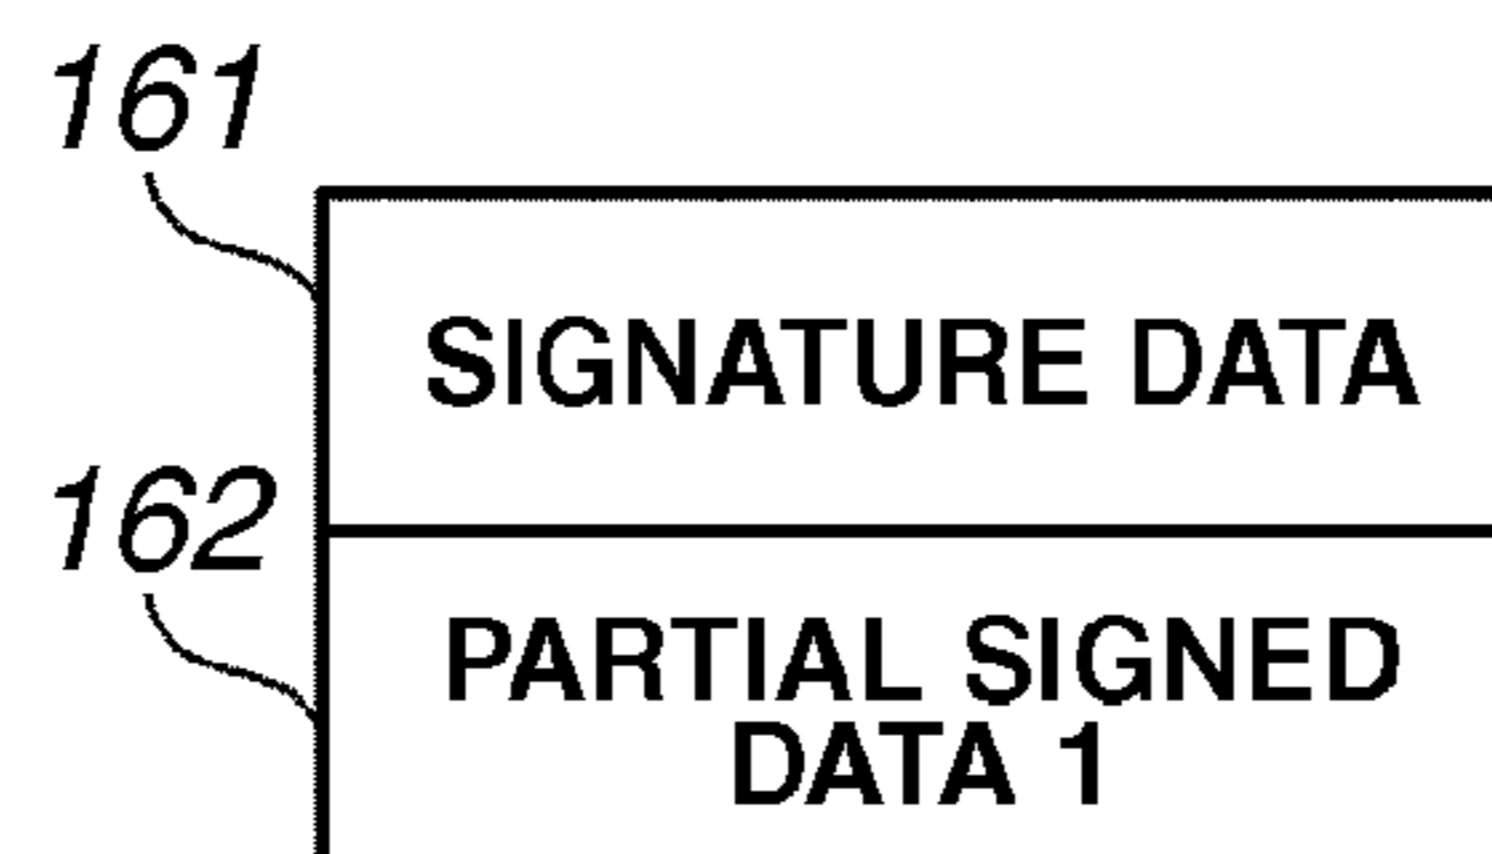 161
SIGNATURE DATA
162
PARTIAL SIGNED
DATA 1